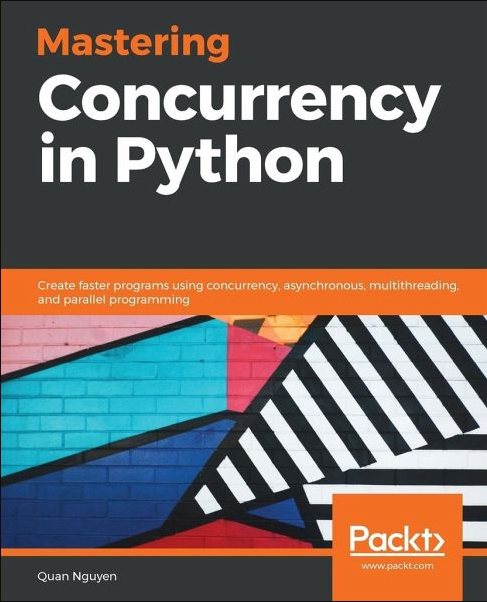 Mastering
Concurrency
in Python
Create faster programs using concurrency, asynchronous, multithreading,
and parallel programming
Packt>
www.packt.com
Quan Nguyen